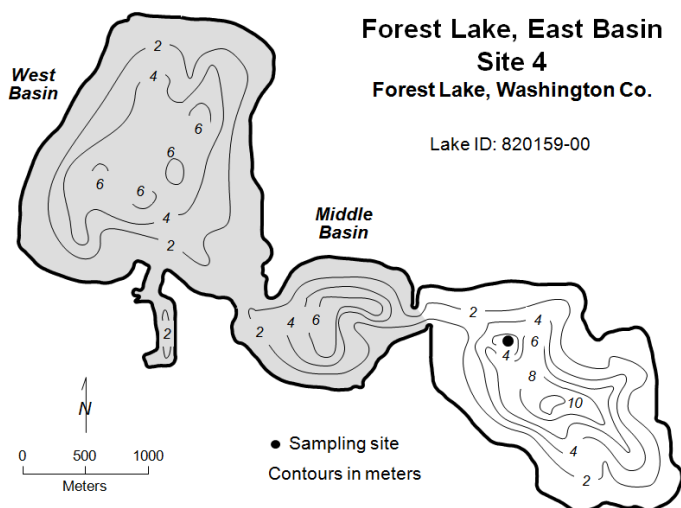 Forest Lake, East Basin
Site 4
Forest Lake, Washington Co.
Lake ID: 820159-00
West
Basin
2
4
6
6
6
6
4
2
2
Middle
Basin
2
4
6
2
4
6
4
8
10
4
2
N
0 500 1000
Meters
Sampling site
Contours in meters